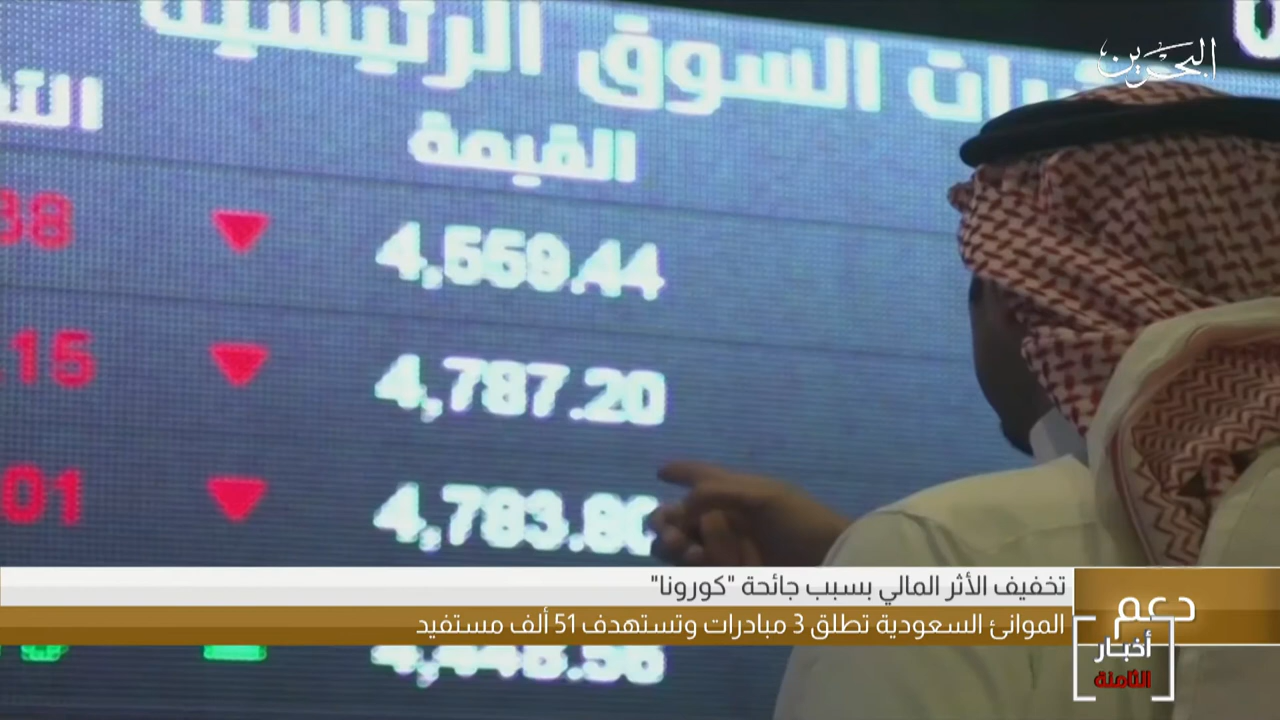 البحرين
السوق الرئيسية
القيمة
4,559.44
.15 4,787.20
01 4,783.80
تخفيف الأثر المالي بسبب جائحة "كورونا"
دعم
الموانئ السعودية تطلق 3 مبادرات وتستهدف 51 ألف مستفيد
أخبار
الثامنة